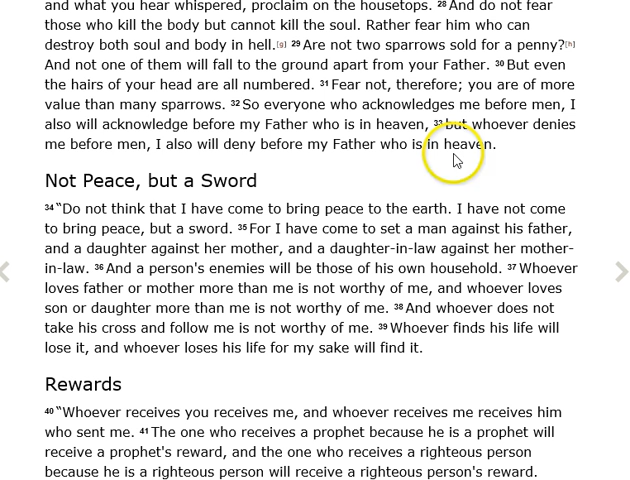 and what you hear whispered, proclaim on the housetops. 28 And do not fear
those who kill the body but cannot kill the soul. Rather fear him who can
destroy both soul and body in hell.[g] 29 Are not two sparrows sold for a penny?[h]
And not one of them will fall to the ground apart from your Father. 30 But even
the hairs of your head are all numbered. 31 Fear not, therefore; you are of more
value than many sparrows. 32 So everyone who acknowledges me before men, I
also will acknowledge before my Father who is in heaven, 33 but whoever denies
me before men, I also will deny before my Father who is in heaven.
Not Peace, but a Sword
34 “Do not think that I have come to bring peace to the earth. I have not come
to bring peace, but a sword. 35 For I have come to set a man against his father,
and a daughter against her mother, and a daughter-in-law against her mother-
in-law. 36 And a person's enemies will be those of his own household. 37 Whoever
loves father or mother more than me is not worthy of me, and whoever loves
son or daughter more than me is not worthy of me. 38 And whoever does not
take his cross and follow me is not worthy of me. 39 Whoever finds his life will
lose it, and whoever loses his life for my sake will find it.
Rewards
40 “Whoever receives you receives me, and whoever receives me receives him
who sent me. 41 The one who receives a prophet because he is a prophet will
receive a prophet's reward, and the one who receives a righteous person
because he is a righteous person will receive a righteous person's reward.